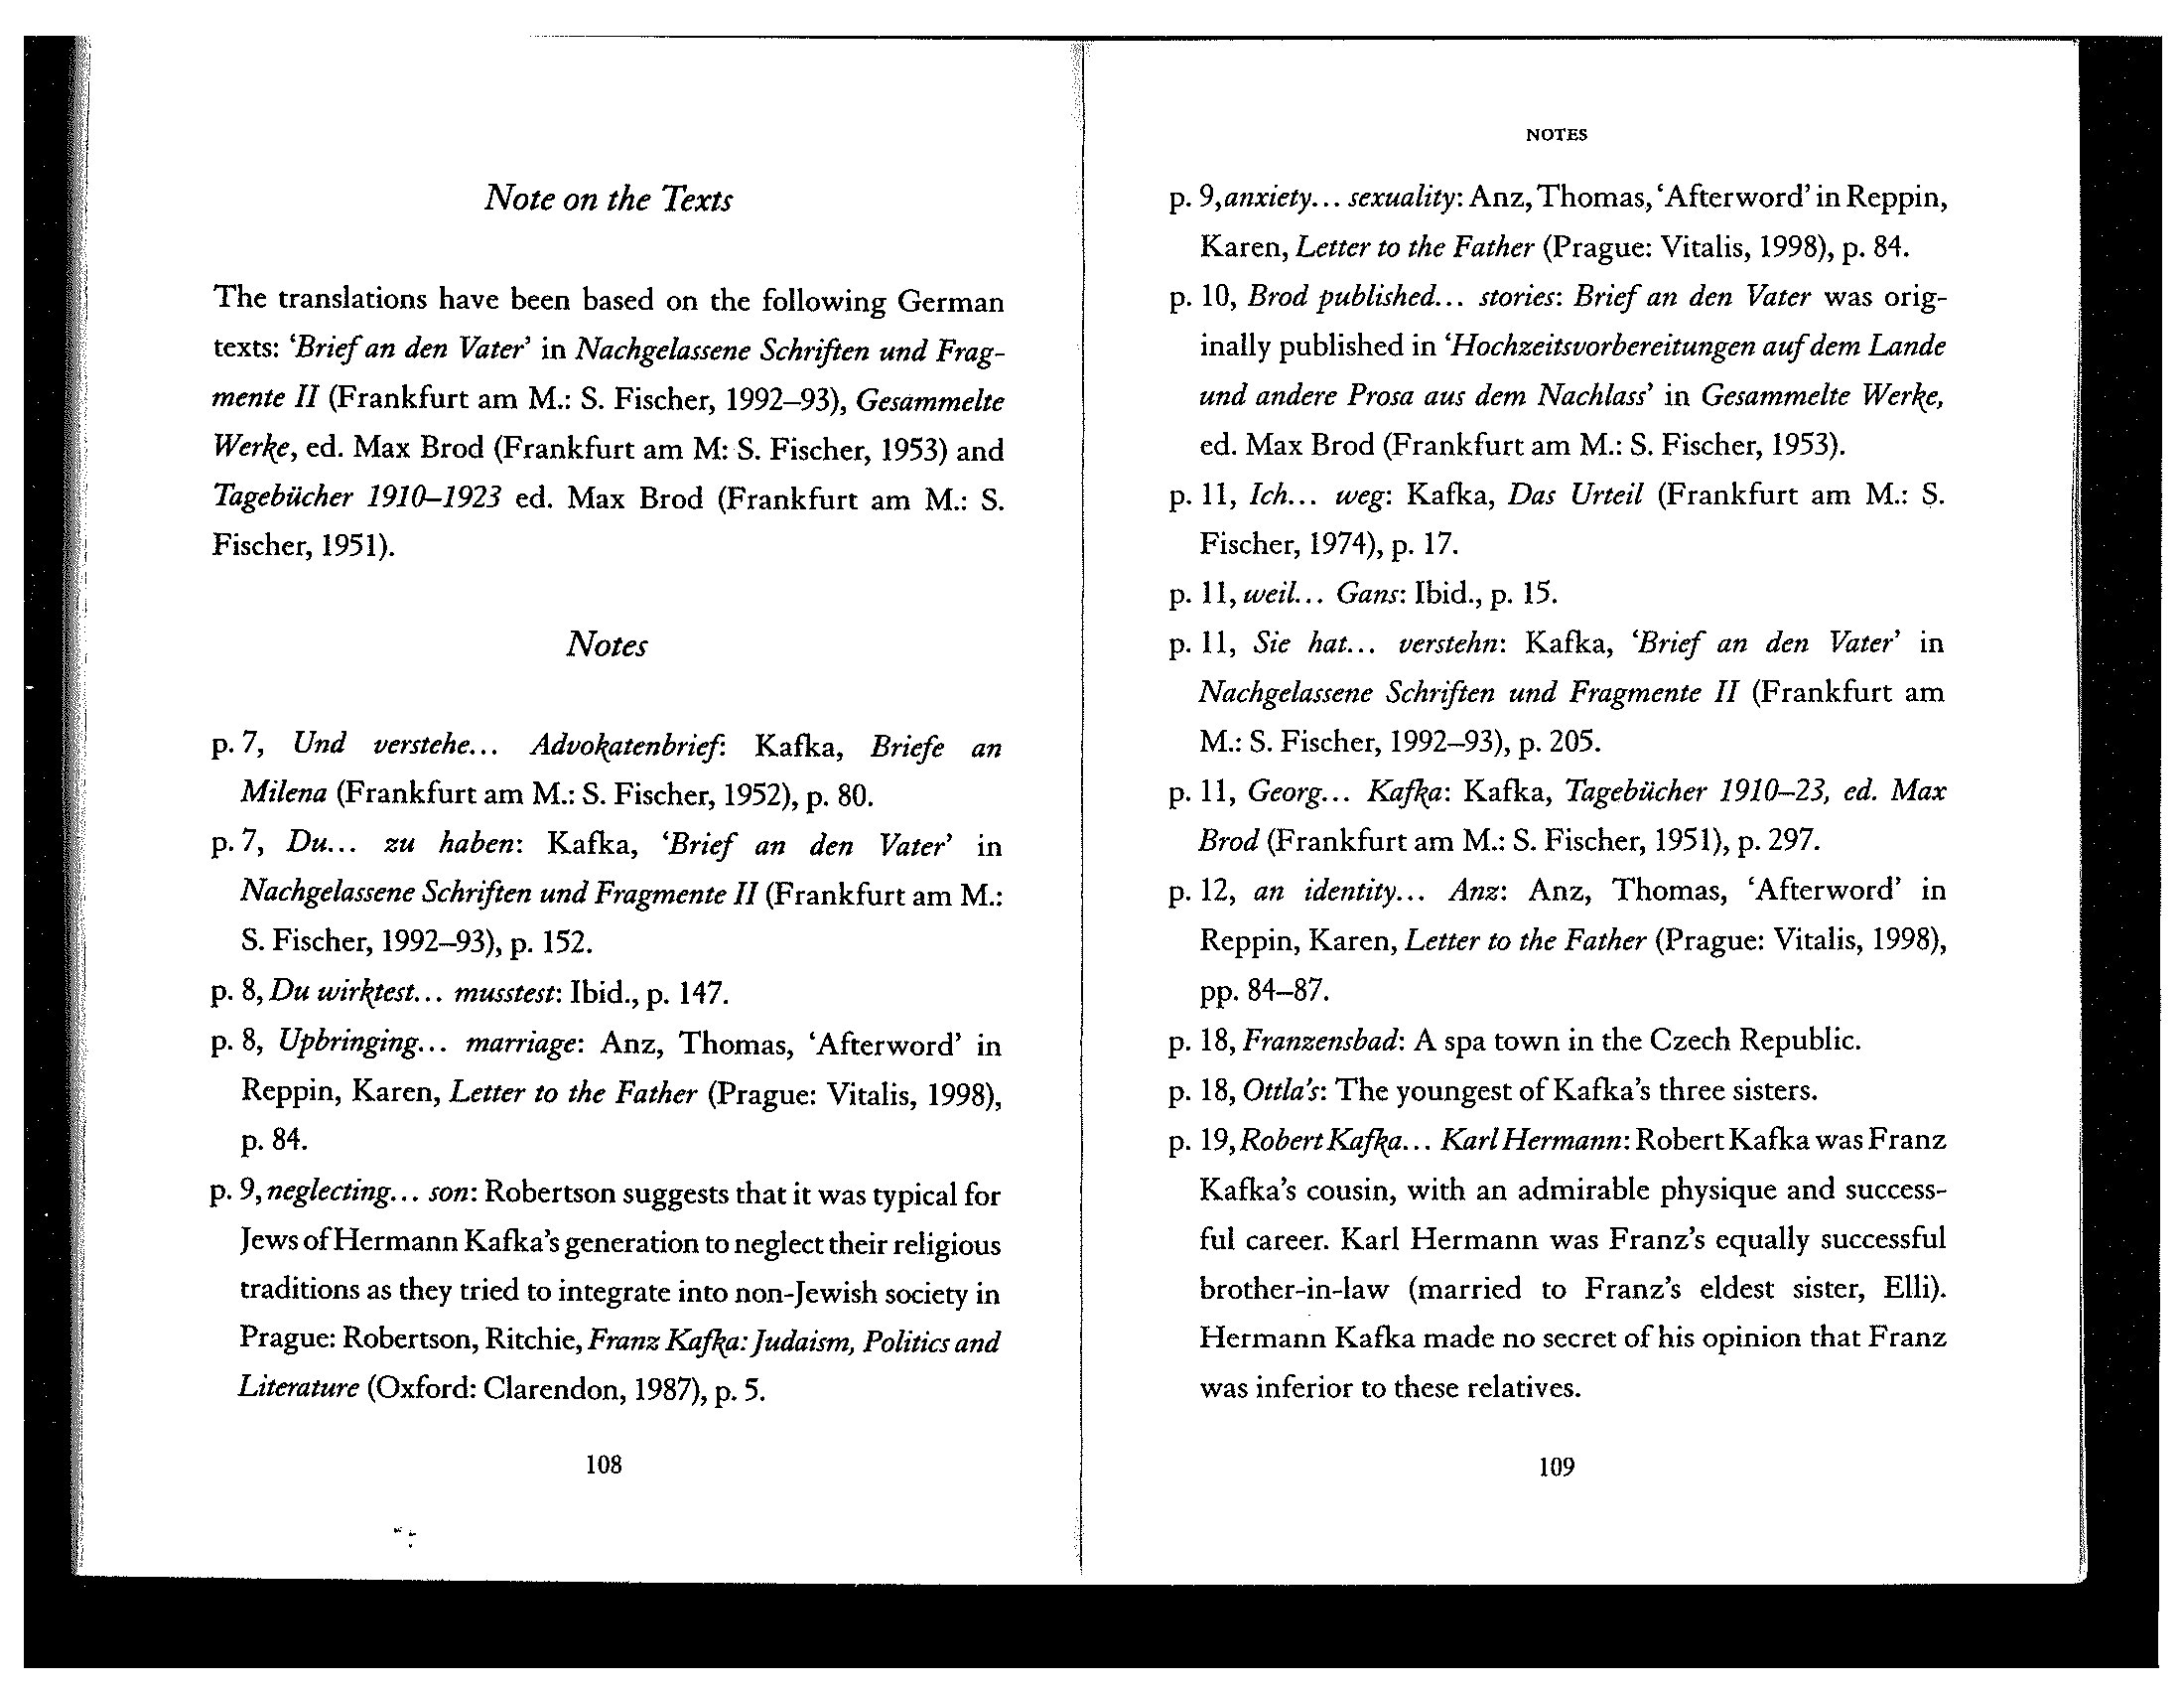 Note on the Texts
The translations have been based on the following German
texts: ‘Brief an den Vater’ in Nachgelassene Schriften und Frag-
mente II (Frankfurt am M.: S. Fischer, 1992–93), Gesammelte
Werke, ed. Max Brod (Frankfurt am M: S. Fischer, 1953) and
Tagebücher 1910–1923 ed. Max Brod (Frankfurt am M.: S.
Fischer, 1951).
Notes
p. 7, Und verstehe... Advokatenbrief: Kafka, Briefe an
Milena (Frankfurt am M.: S. Fischer, 1952), p. 80.
p. 7, Du... zu haben: Kafka, ‘Brief an den Vater’ in
Nachgelassene Schriften und Fragmente II (Frankfurt am M.:
S. Fischer, 1992–93), p. 152.
p. 8, Du wirktest... musstest: Ibid., p. 147.
p. 8, Upbringing... marriage: Anz, Thomas, ‘Afterword’ in
Reppin, Karen, Letter to the Father (Prague: Vitalis, 1998),
p. 84.
p. 9, neglecting... son: Robertson suggests that it was typical for
Jews of Hermann Kafka’s generation to neglect their religious
traditions as they tried to integrate into non-Jewish society in
Prague: Robertson, Ritchie, Franz Kafka: Judaism, Politics and
Literature (Oxford: Clarendon, 1987), p. 5.
108
NOTES
p. 9, anxiety... sexuality: Anz, Thomas, ‘Afterword’ in Reppin,
Karen, Letter to the Father (Prague: Vitalis, 1998), p. 84.
p. 10, Brod published... stories: Brief an den Vater was orig-
inally published in ‘Hochzeitsvorbereitungen auf dem Lande
und andere Prosa aus dem Nachlass’ in Gesammelte Werke,
ed. Max Brod (Frankfurt am M.: S. Fischer, 1953).
p. 11, Ich... weg: Kafka, Das Urteil (Frankfurt am M.: S.
Fischer, 1974), p. 17.
p. 11, weil... Gans: Ibid., p. 15.
p. 11, Sie hat... verstehn: Kafka, ‘Brief an den Vater’ in
Nachgelassene Schriften und Fragmente II (Frankfurt am
M.: S. Fischer, 1992–93), p. 205.
p. 11, Georg... Kafka: Kafka, Tagebücher 1910–23, ed. Max
Brod (Frankfurt am M.: S. Fischer, 1951), p. 297.
p. 12, an identity... Anz: Anz, Thomas, ‘Afterword’ in
Reppin, Karen, Letter to the Father (Prague: Vitalis, 1998),
pp. 84–87.
p. 18, Franzensbad: A spa town in the Czech Republic.
p. 18, Ottla’s: The youngest of Kafka’s three sisters.
p. 19, Robert Kafka... Karl Hermann: Robert Kafka was Franz
Kafka’s cousin, with an admirable physique and success-
ful career. Karl Hermann was Franz’s equally successful
brother-in-law (married to Franz’s eldest sister, Elli).
Hermann Kafka made no secret of his opinion that Franz
was inferior to these relatives.
109